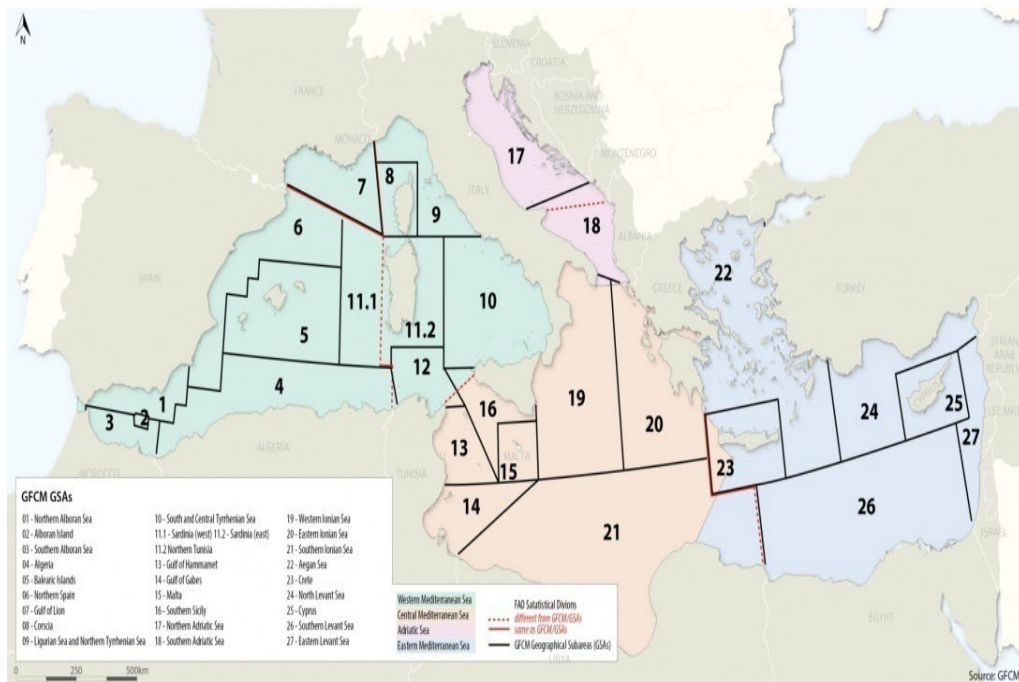 N
SLOVENIA
CROATIA
FRANCE
BOSNIA AND
HERZEGOVINA
MONACO
MONTENEGRO
17
8
7
ITALY
9
6
18
ALBANIA
SPAIN
22
GREECE
TURKEY
11.1
10
5
11.2
SYRIAN
ARAB
REPUBLIC
12
4
19
24
CYPRUS
1
16
25
LEBANON
2
3
20
27
13
ALGERIA
MALTA
15
23
MOROCCO
TUNISIA
14
26
21
ISRAEL
EGYPT
LIBYA
GFCM GSAs
01 - Northern Alboran Sea
02 - Alboran Island
03 - Southern Alboran Sea
04 - Algeria
05 - Balearic Islands
06 - Northern Spain
07 - Gulf of Lion
08 - Corscia
09 - Ligurian Sea and Northern Tyrrhenian Sea
10 - South and Central Tyrrhenian Sea
11.1 - Sardinia (west) 11.2 - Sardinia (east)
11.2 Northern Tunisia
13 - Gulf of Hammamet
14 - Gulf of Gabes
15 - Malta
16 - Southern Sicily
17 - Northern Adriatic Sea
18 - Southern Adriatic Sea
19 - Western Ionian Sea
20 - Eastern Ionian Sea
21 - Southern Ionian Sea
22 - Aegan Sea
23 - Crete
24 - North Levant Sea
25 - Cyprus
26 - Southern Levant Sea
27 - Eastern Levant Sea
Western Mediterranean Sea
Central Mediterranean Sea
Adriatic Sea
Eastern Mediterranean Sea
FAO Satatistical Divions
different from GFCM/GSAs
same as GFCM/GSAs
GFCM Geographical Subareas (GSAs)
0 250 500km
Source: GFCM